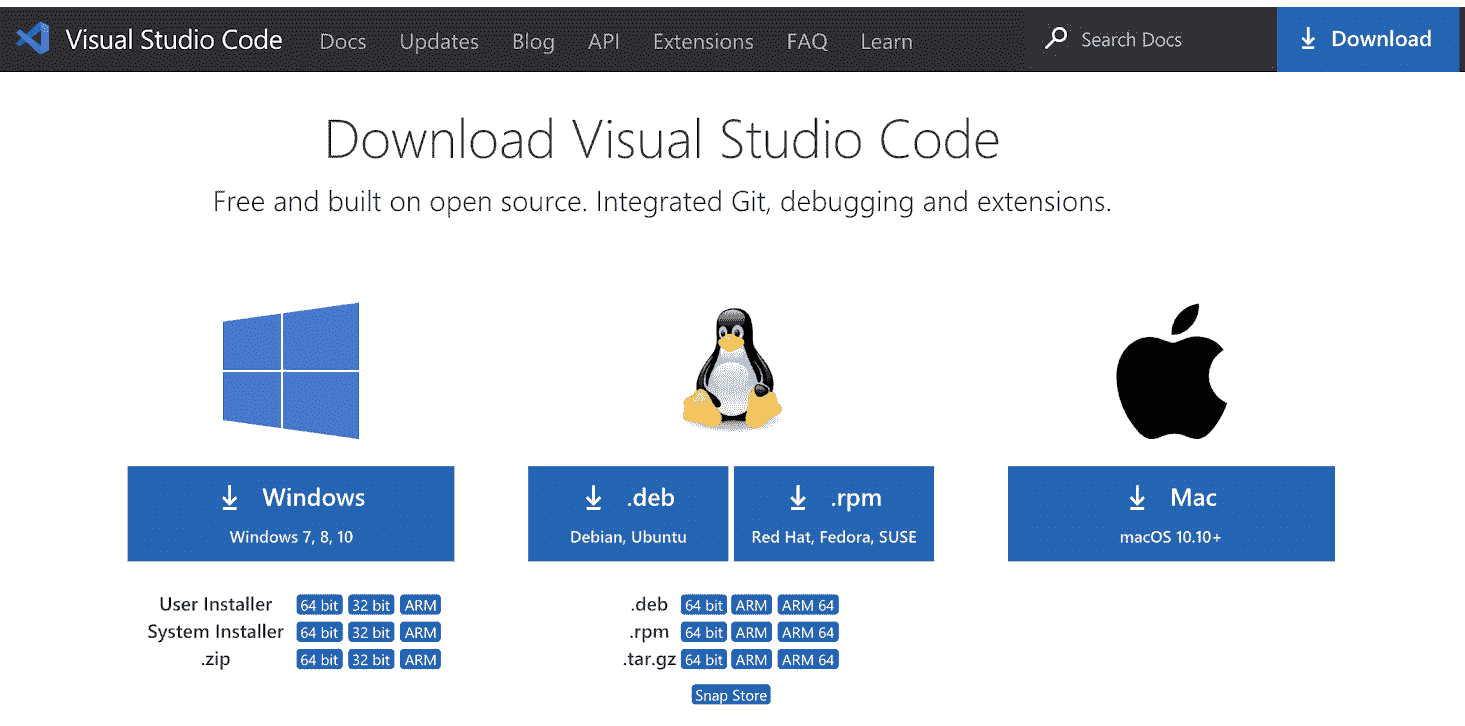 Visual Studio Code Docs Updates Blog API Extensions FAQ Learn Search Docs Download
Download Visual Studio Code
Free and built on open source. Integrated Git, debugging and extensions.
Windows
Windows 7, 8, 10
.deb
Debian, Ubuntu
.rpm
Red Hat, Fedora, SUSE
Mac
macOS 10.10+
User Installer 64 bit 32 bit ARM
System Installer 64 bit 32 bit ARM
.zip 64 bit 32 bit ARM
.deb 64 bit ARM ARM 64
.rpm 64 bit ARM ARM 64
.tar.gz 64 bit ARM ARM 64
Snap Store